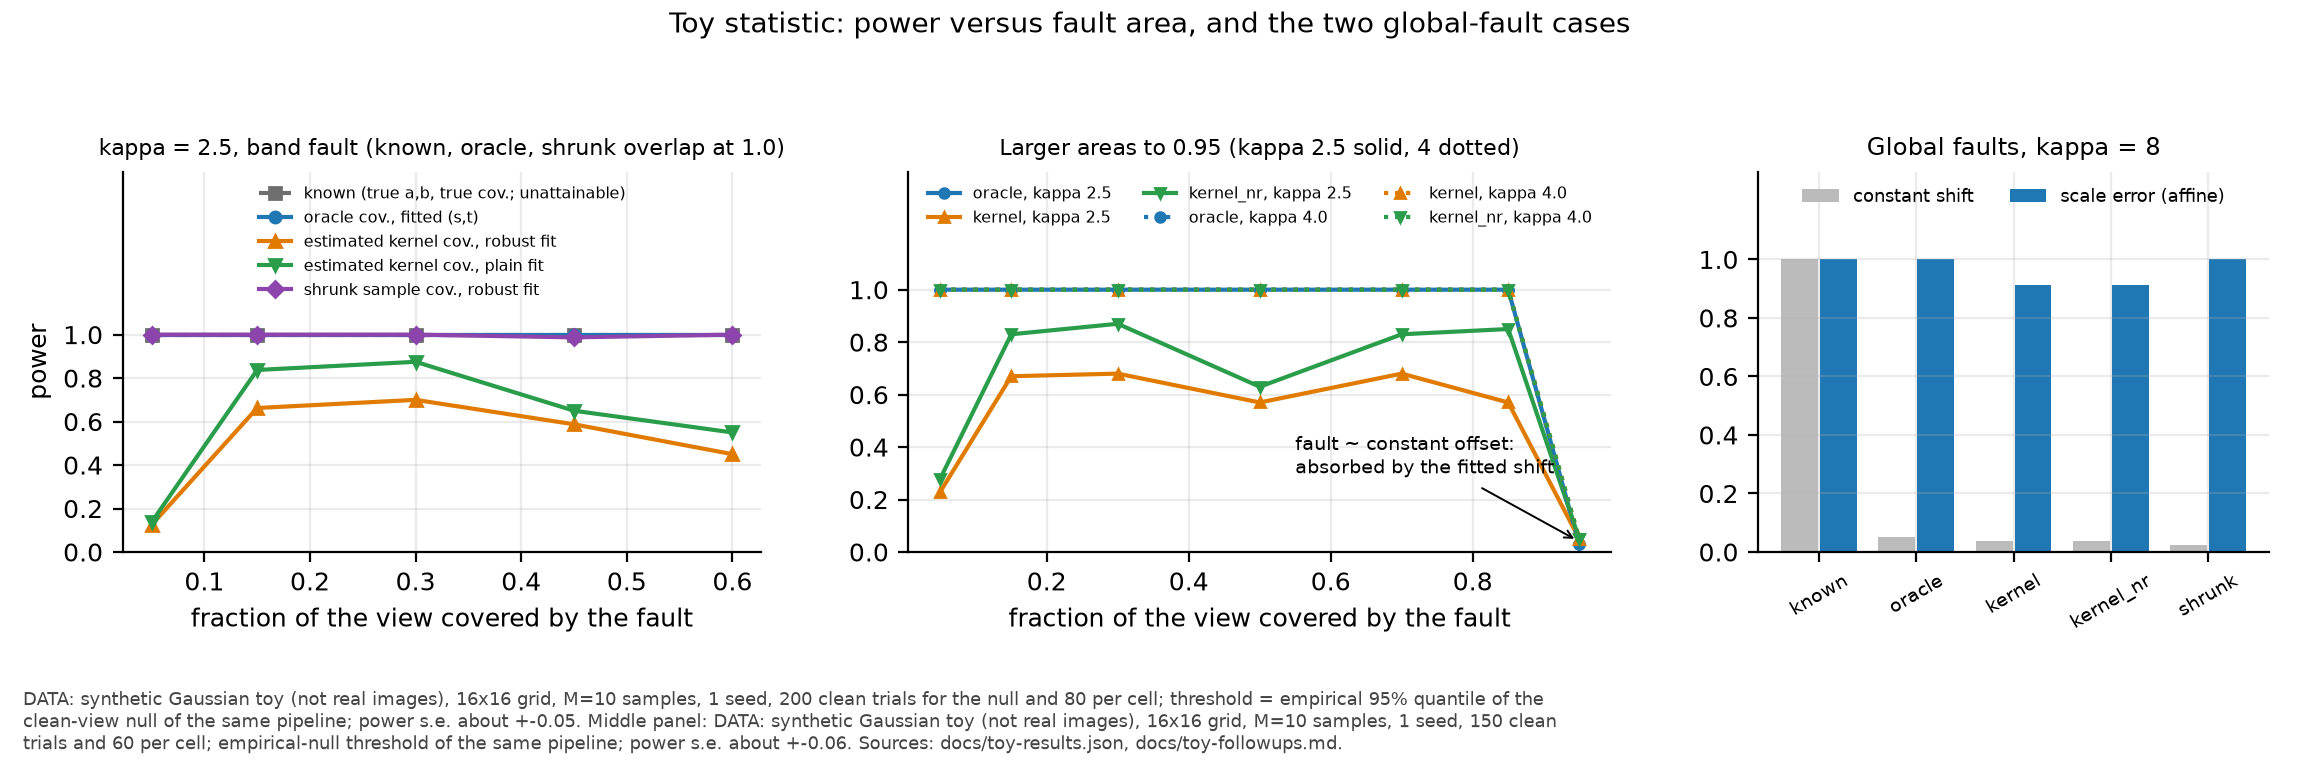 Toy statistic: power versus fault area, and the two global-fault cases
kappa = 2.5, band fault (known, oracle, shrunk overlap at 1.0)
known (true a,b, true cov.; unattainable)
oracle cov., fitted (s,t)
estimated kernel cov., robust fit
estimated kernel cov., plain fit
shrunk sample cov., robust fit
power
1.0
0.8
0.6
0.4
0.2
0.0
0.1 0.2 0.3 0.4 0.5 0.6
fraction of the view covered by the fault
Larger areas to 0.95 (kappa 2.5 solid, 4 dotted)
oracle, kappa 2.5 kernel_nr, kappa 2.5 kernel, kappa 4.0
kernel, kappa 2.5 oracle, kappa 4.0 kernel_nr, kappa 4.0
1.0
0.8
0.6
0.4
0.2
0.0
fault ~ constant offset:
absorbed by the fitted shift
0.2 0.4 0.6 0.8
fraction of the view covered by the fault
Global faults, kappa = 8
constant shift scale error (affine)
1.0
0.8
0.6
0.4
0.2
0.0
known oracle kernel kernel_nr shrunk
DATA: synthetic Gaussian toy (not real images), 16x16 grid, M=10 samples, 1 seed, 200 clean trials for the null and 80 per cell; threshold = empirical 95% quantile of the
clean-view null of the same pipeline; power s.e. about +-0.05. Middle panel: DATA: synthetic Gaussian toy (not real images), 16x16 grid, M=10 samples, 1 seed, 150 clean
trials and 60 per cell; empirical-null threshold of the same pipeline; power s.e. about +-0.06. Sources: docs/toy-results.json, docs/toy-followups.md.